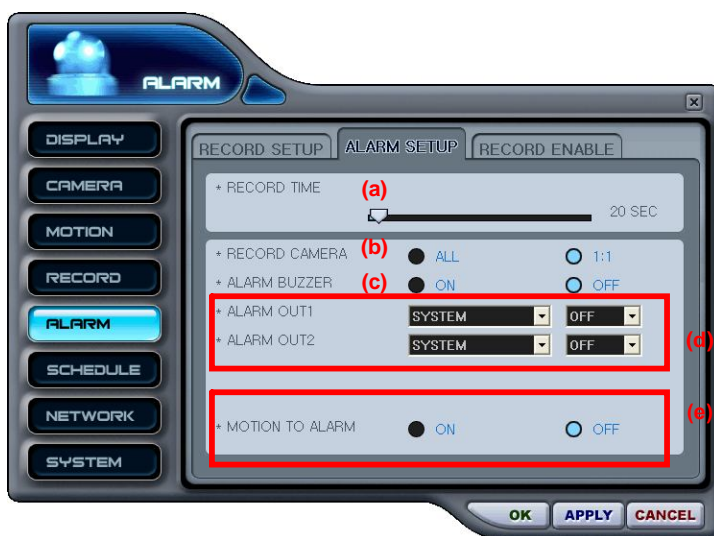 ALARM
DISPLAY
CAMERA
MOTION
RECORD
ALARM
SCHEDULE
NETWORK
SYSTEM
RECORD SETUP ALARM SETUP RECORD ENABLE
* RECORD TIME (a)
20 SEC
* RECORD CAMERA (b) ALL 1:1
* ALARM BUZZER (c) ON OFF
* ALARM OUT1 SYSTEM OFF
* ALARM OUT2 SYSTEM OFF
(d)
(e)
* MOTION TO ALARM ON OFF
OK APPLY CANCEL